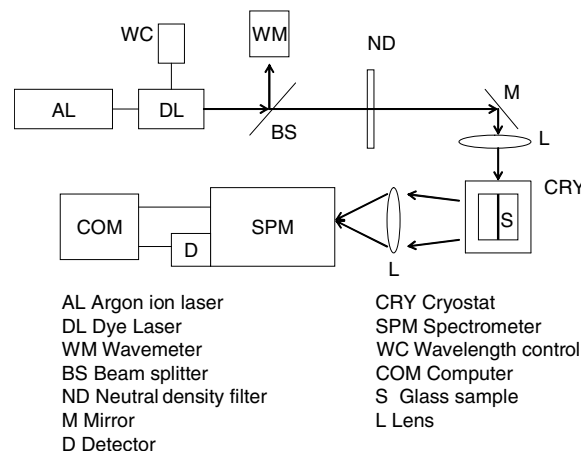 WC
WM
ND
AL
DL
BS
M
L
CRY
COM
D
SPM
L
S
AL Argon ion laser
DL Dye Laser
WM Wavemeter
BS Beam splitter
ND Neutral density filter
M Mirror
D Detector
CRY Cryostat
SPM Spectrometer
WC Wavelength control
COM Computer
S Glass sample
L Lens